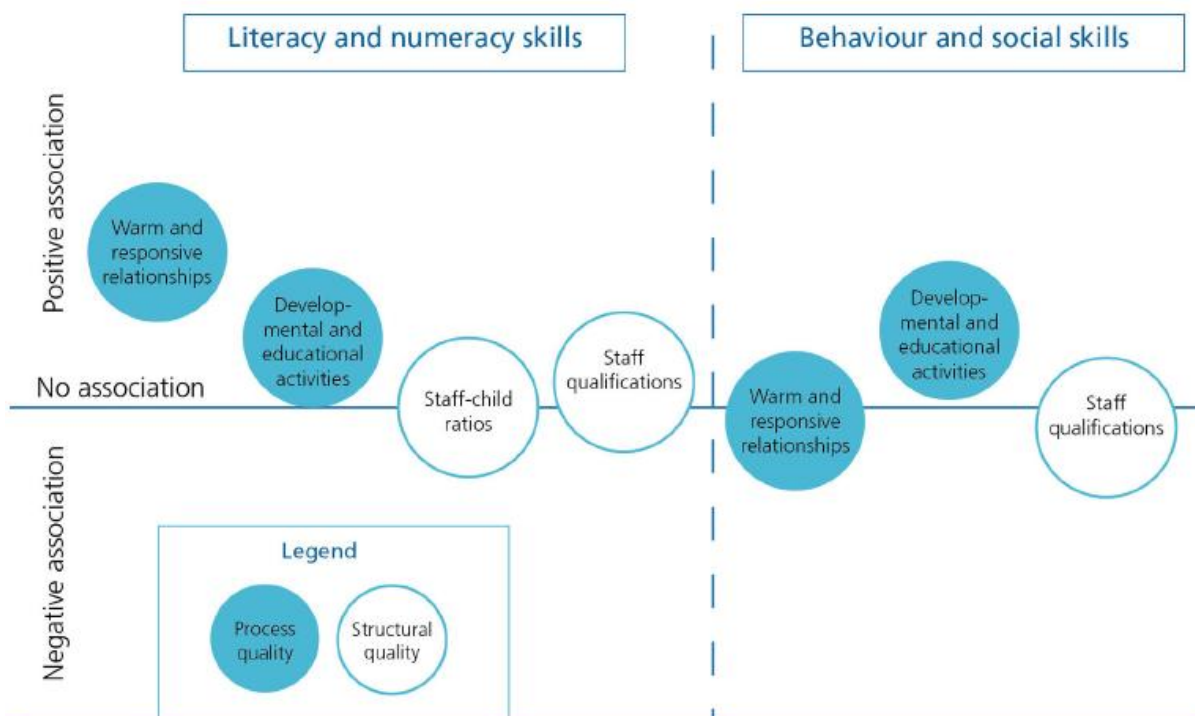 Literacy and numeracy skills
Behaviour and social skills
Positive association
Warm and
responsive
relationships
Develop-
mental and
educational
activities
Staff-child
ratios
Staff
qualifications
No association
Warm and
responsive
relationships
Develop-
mental and
educational
activities
Staff
qualifications
Negative association
Legend
Process
quality
Structural
quality